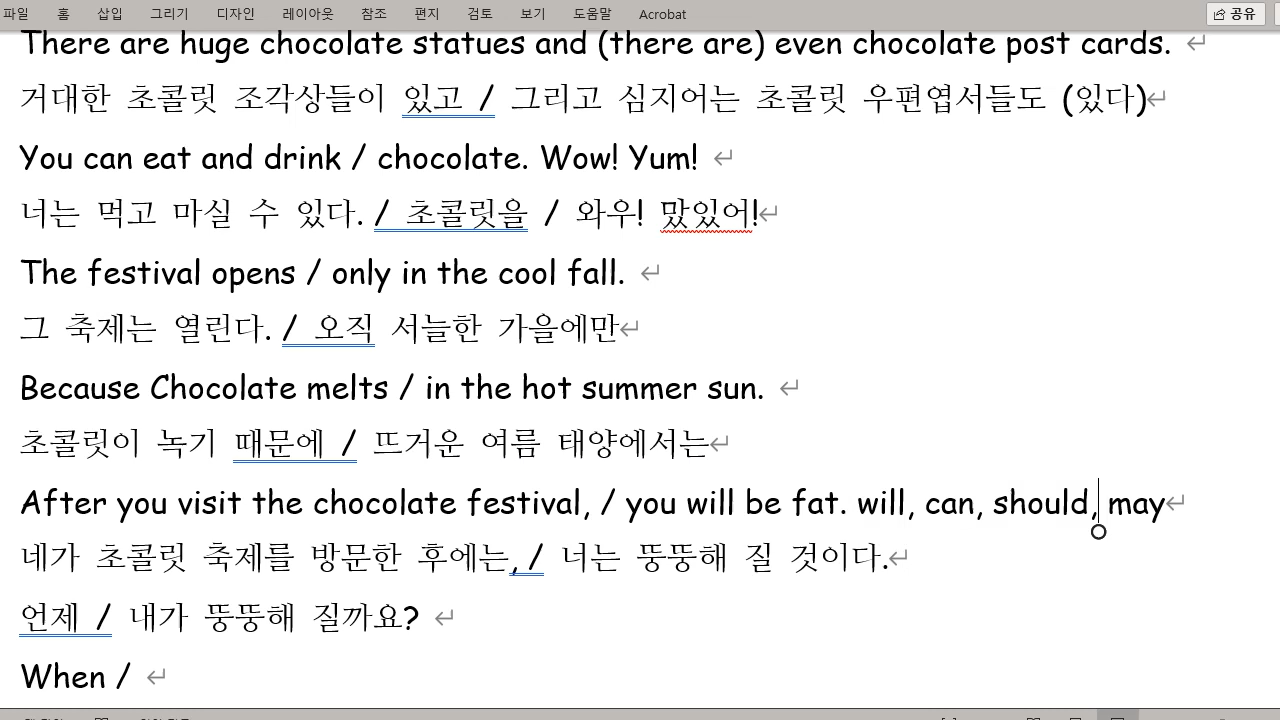 파일 홈 삽입 그리기 디자인 레이아웃 참조 편지 검토 보기 도움말 Acrobat 공유
There are huge chocolate statues and (there are) even chocolate post cards.
거대한 초콜릿 조각상들이 있고 / 그리고 심지어는 초콜릿 우편엽서들도 (있다)
You can eat and drink / chocolate. Wow! Yum!
너는 먹고 마실 수 있다. / 초콜릿을 / 와우! 맜있어!
The festival opens / only in the cool fall.
그 축제는 열린다. / 오직 서늘한 가을에만
Because Chocolate melts / in the hot summer sun.
초콜릿이 녹기 때문에 / 뜨거운 여름 태양에서는
After you visit the chocolate festival, / you will be fat. will, can, should, may
네가 초콜릿 축제를 방문한 후에는, / 너는 뚱뚱해 질 것이다.
언제 / 내가 뚱뚱해 질까요?
When /